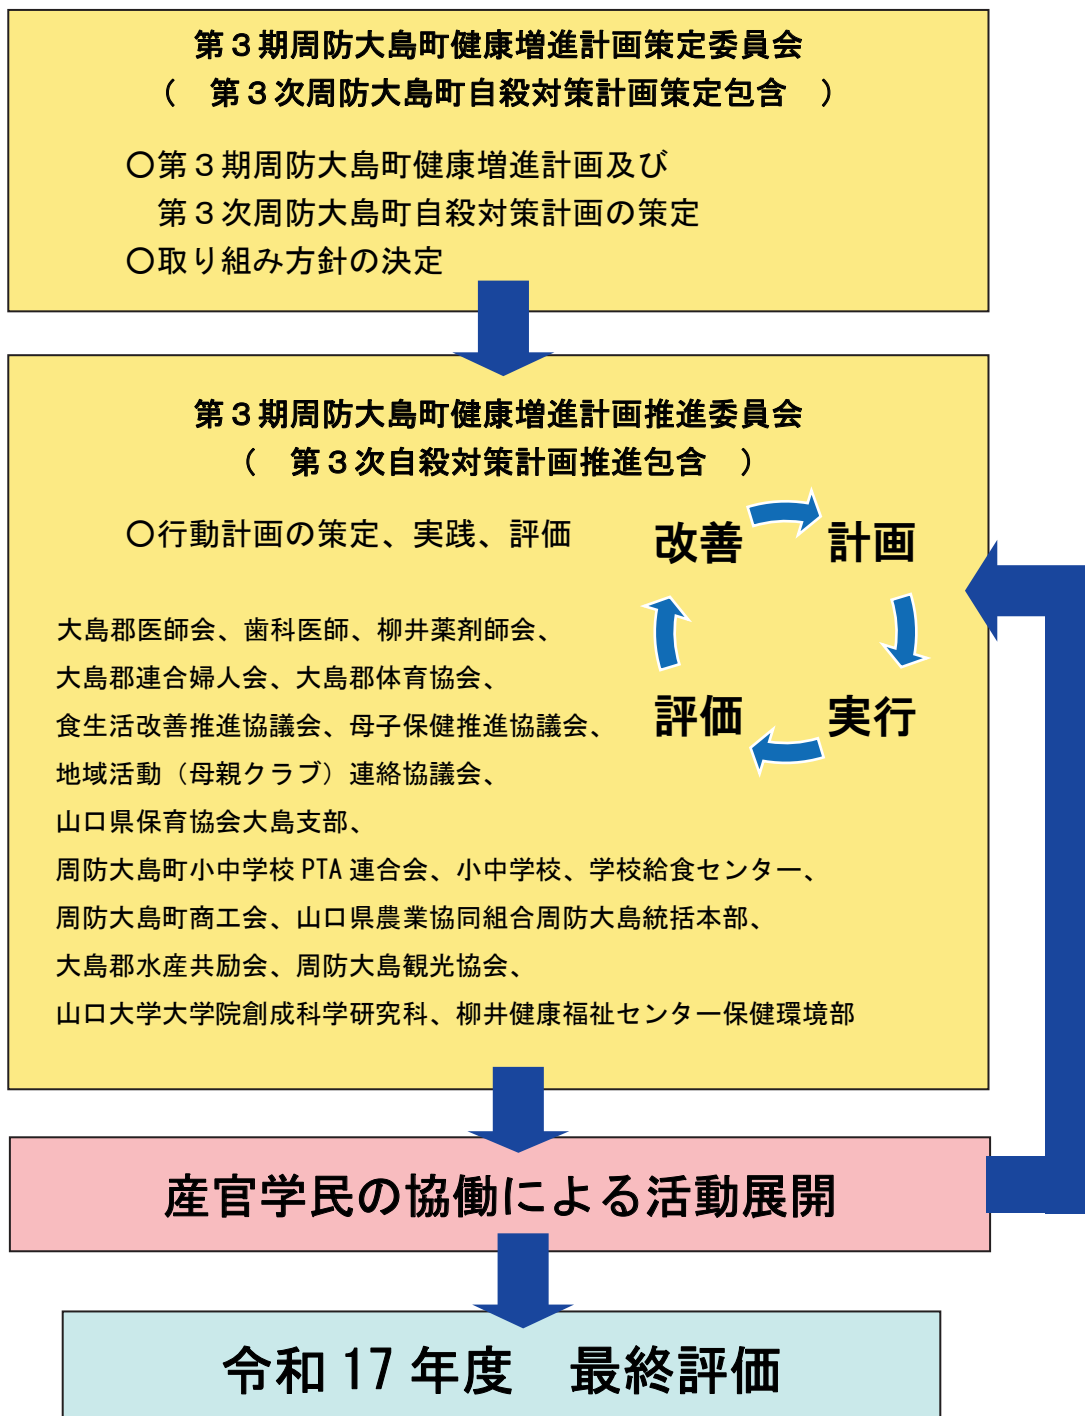 第３期周防大島町健康増進計画策定委員会
（　第３次周防大島町自殺対策計画策定包含　）
〇第３期周防大島町健康増進計画及び
第３次周防大島町自殺対策計画の策定
〇取り組み方針の決定
第３期周防大島町健康増進計画推進委員会
（　第３次自殺対策計画推進包含　）
〇行動計画の策定、実践、評価
改善
計画
評価
実行
大島郡医師会、歯科医師、柳井薬剤師会、
大島郡連合婦人会、大島郡体育協会、
食生活改善推進協議会、母子保健推進協議会、
地域活動（母親クラブ）連絡協議会、
山口県保育協会大島支部、
周防大島町小中学校PTA連合会、小中学校、学校給食センター、
周防大島町商工会、山口県農業協同組合周防大島統括本部、
大島郡水産共励会、周防大島観光協会、
山口大学大学院創成科学研究科、柳井健康福祉センター保健環境部
産官学民の協働による活動展開
令和17年度　最終評価